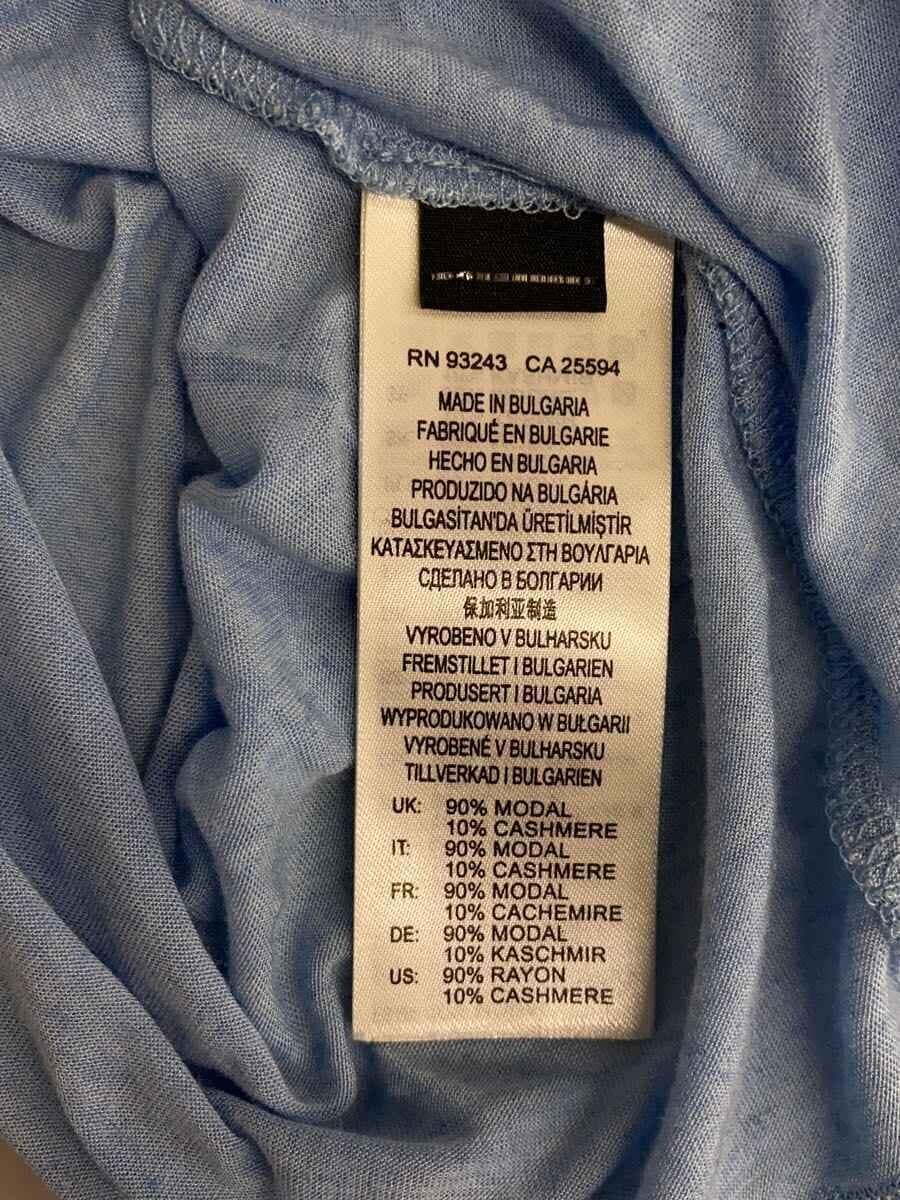 RN 93243 CA 25594
MADE IN BULGARIA
FABRIQUÉ EN BULGARIE
HECHO EN BULGARIA
PRODUZIDO NA BULGÁRIA
BULGASİTAN'DA ÜRETİLMİŞTİR
ΚΑΤΑΣΚΕΥΑΣΜΕΝΟ ΣΤΗ ΒΟΥΛΓΑΡΙΑ
СДЕЛАНО В БОЛГАРИИ
保加利亚制造
VYROBENO V BULHARSKU
FREMSTILLET I BULGARIEN
PRODUSERT I BULGARIA
WYPRODUKOWANO W BUŁGARII
VYROBENÉ V BULHARSKU
TILLVERKAD I BULGARIEN
UK: 90% MODAL
10% CASHMERE
IT: 90% MODAL
10% CASHMERE
FR: 90% MODAL
10% CACHEMIRE
DE: 90% MODAL
10% KASCHMIR
US: 90% RAYON
10% CASHMERE